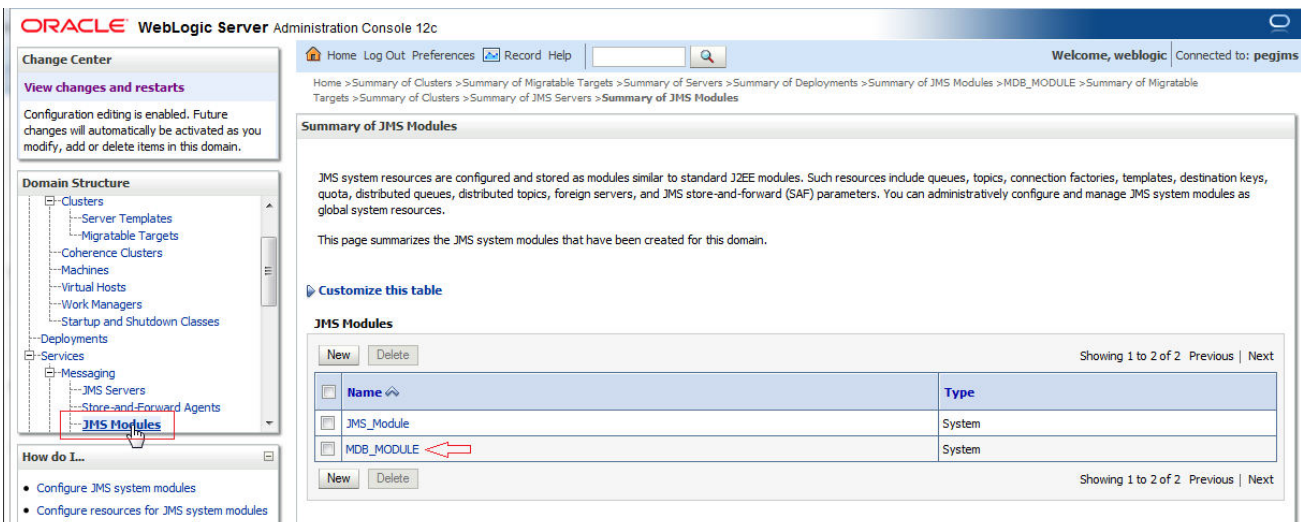 ORACLE WebLogic Server Administration Console 12c
Change Center
View changes and restarts
Configuration editing is enabled. Future
changes will automatically be activated as you
modify, add or delete items in this domain.
Domain Structure
Clusters
Server Templates
Migratable Targets
Coherence Clusters
Machines
Virtual Hosts
Work Managers
Startup and Shutdown Classes
Deployments
Services
Messaging
JMS Servers
Store-and-Forward Agents
JMS Modules
How do I...
Configure JMS system modules
Configure resources for JMS system modules
Home Log Out Preferences Record Help
Welcome, weblogic Connected to: pegjms
Home >Summary of Clusters >Summary of Migratable Targets >Summary of Servers >Summary of Deployments >Summary of JMS Modules >MDB_MODULE >Summary of Migratable
Targets >Summary of Clusters >Summary of JMS Servers >Summary of JMS Modules
Summary of JMS Modules
JMS system resources are configured and stored as modules similar to standard J2EE modules. Such resources include queues, topics, connection factories, templates, destination keys,
quota, distributed queues, distributed topics, foreign servers, and JMS store-and-forward (SAF) parameters. You can administratively configure and manage JMS system modules as
global system resources.
This page summarizes the JMS system modules that have been created for this domain.
Customize this table
JMS Modules
New Delete Showing 1 to 2 of 2 Previous | Next
Name Type
JMS_Module System
MDB_MODULE System
New Delete Showing 1 to 2 of 2 Previous | Next